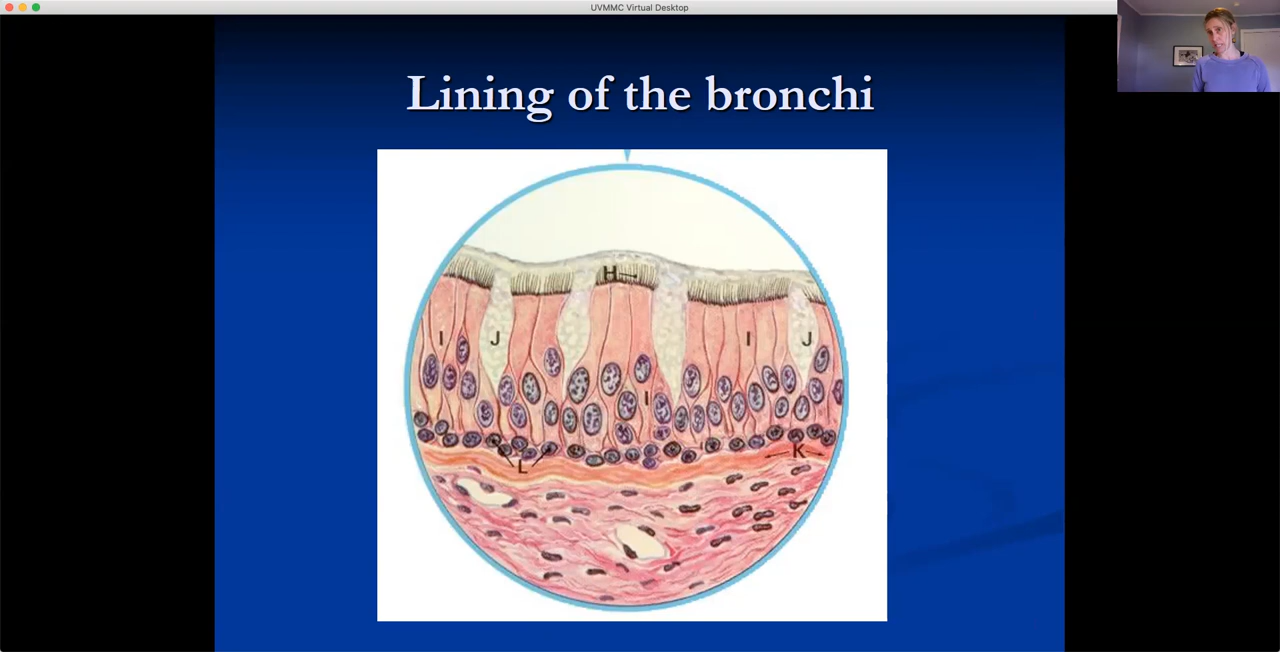 UVMMC Virtual Desktop
Lining of the bronchi
H
I J I J
I
K
L